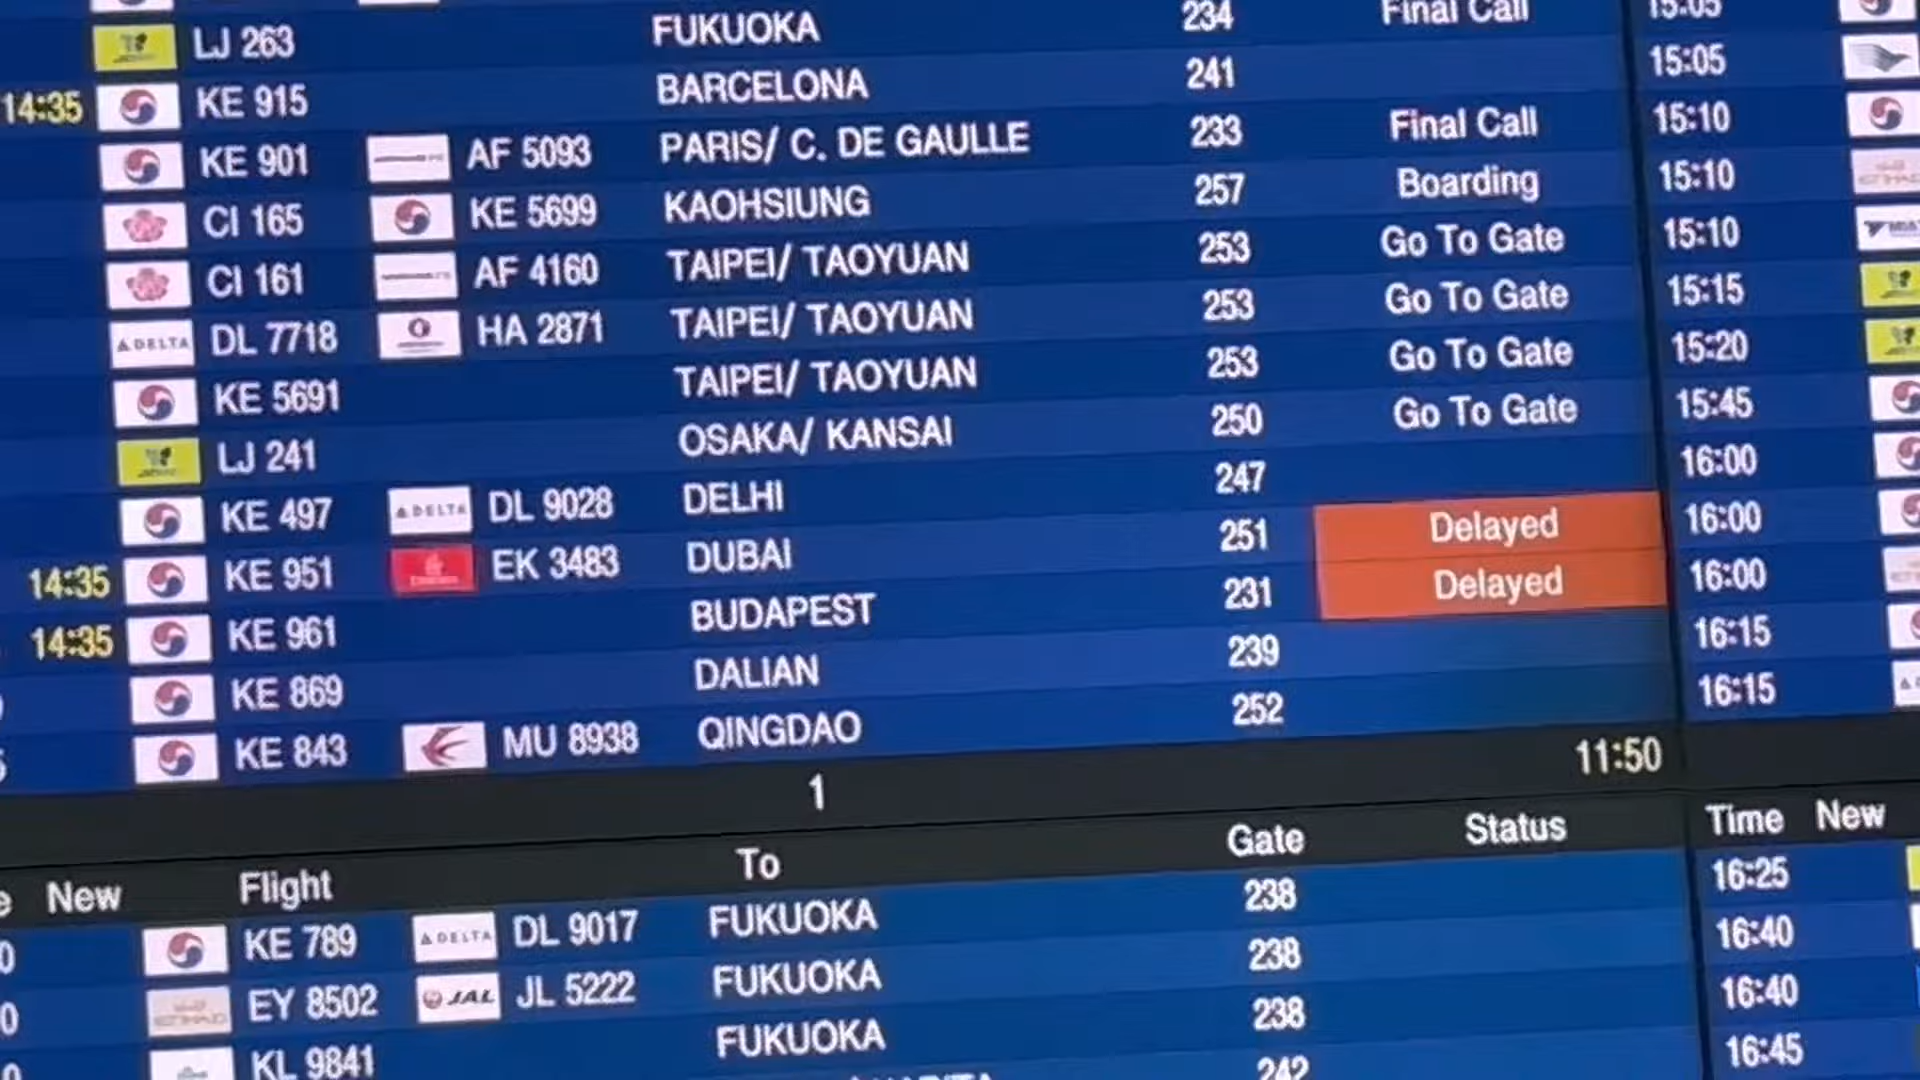 LJ 263 FUKUOKA 234 Final Call 15:05
14:35 KE 915 BARCELONA 241 15:05
KE 901 AF 5093 PARIS/ C. DE GAULLE 233 Final Call 15:10
CI 165 KE 5699 KAOHSIUNG 257 Boarding 15:10
CI 161 AF 4160 TAIPEI/ TAOYUAN 253 Go To Gate 15:10
DELTA DL 7718 HA 2871 TAIPEI/ TAOYUAN 253 Go To Gate 15:15
KE 5691 TAIPEI/ TAOYUAN 253 Go To Gate 15:20
LJ 241 OSAKA/ KANSAI 250 Go To Gate 15:45
KE 497 DELTA DL 9028 DELHI 247 16:00
14:35 KE 951 EK 3483 DUBAI 251 Delayed 16:00
14:35 KE 961 BUDAPEST 231 Delayed 16:00
KE 869 DALIAN 239 16:15
KE 843 MU 8938 QINGDAO 252 16:15
1 11:50
New Flight To Gate Status Time New
KE 789 DELTA DL 9017 FUKUOKA 238 16:25
EY 8502 JAL JL 5222 FUKUOKA 238 16:40
KL 9841 FUKUOKA 238 16:40
242 16:45